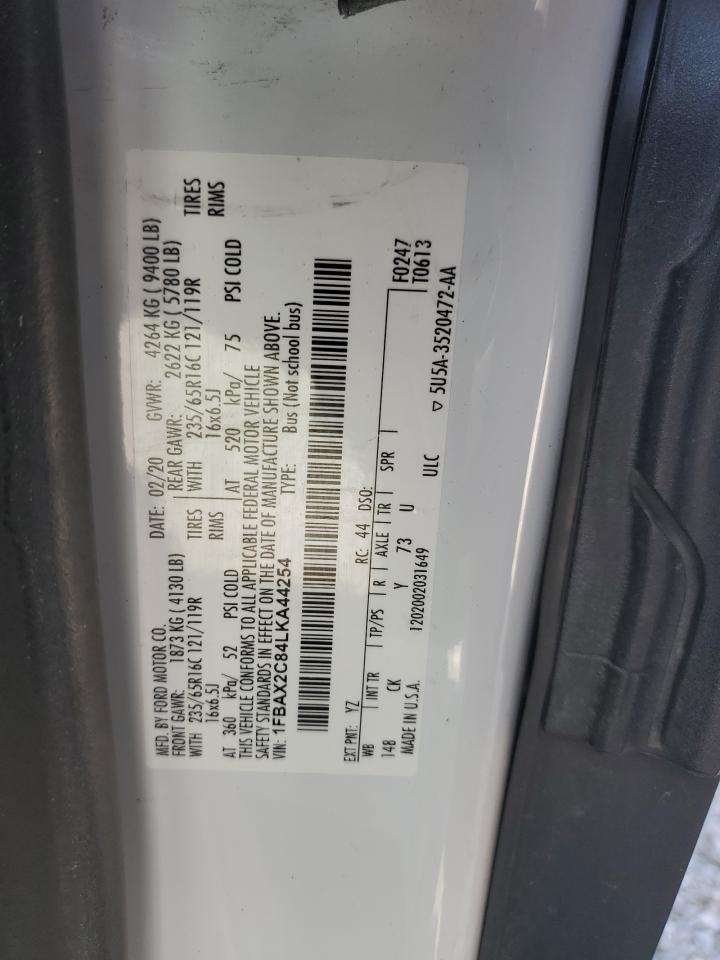 MFD. BY FORD MOTOR CO. DATE: 02/20 GVWR: 4264 KG ( 9400 LB)
FRONT GAWR: 1873 KG ( 4130 LB) REAR GAWR: 2622 KG ( 5780 LB)
WITH 235/65R16C 121/119R TIRES WITH 235/65R16C 121/119R TIRES
16x6.5J RIMS 16x6.5J RIMS
AT 360 kPa/ 52 PSI COLD AT 520 kPa/ 75 PSI COLD
THIS VEHICLE CONFORMS TO ALL APPLICABLE FEDERAL MOTOR VEHICLE
SAFETY STANDARDS IN EFFECT ON THE DATE OF MANUFACTURE SHOWN ABOVE.
VIN: 1FBAX2C84LKA44254 TYPE: Bus (Not school bus)
EXT PNT: YZ RC: 44 DSO:
WB INT TR TP/PS R AXLE TR SPR F0247
148 CK Y 73 U T0613
MADE IN U.S.A. 1202002031649 ULC ▽ 5U5A-3520472-AA